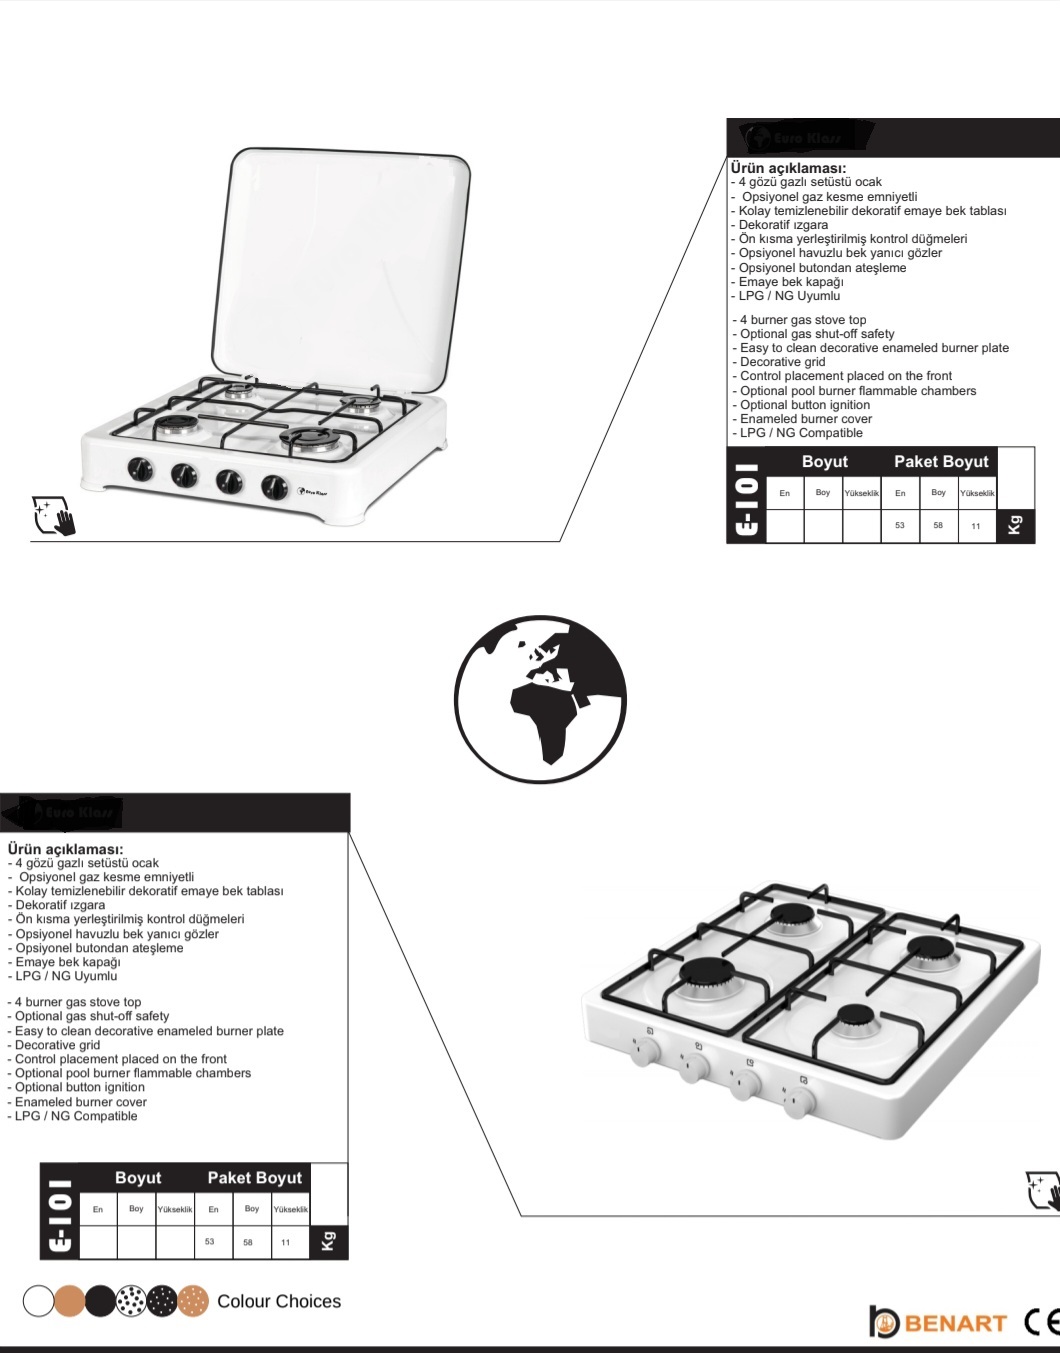 Euro Klass
Ürün açıklaması:
- 4 gözü gazlı setüstü ocak
- Opsiyonel gaz kesme emniyetli
- Kolay temizlenebilir dekoratif emaye bek tablası
- Dekoratif ızgara
- Ön kısma yerleştirilmiş kontrol düğmeleri
- Opsiyonel havuzlu bek yanıcı gözler
- Opsiyonel butondan ateşleme
- Emaye bek kapağı
- LPG / NG Uyumlu
- 4 burner gas stove top
- Optional gas shut-off safety
- Easy to clean decorative enameled burner plate
- Decorative grid
- Control placement placed on the front
- Optional pool burner flammable chambers
- Optional button ignition
- Enameled burner cover
- LPG / NG Compatible
E-101
Boyut Paket Boyut
En Boy Yükseklik En Boy Yükseklik
53 58 11 Kg
Euro Klass
Euro Klass
Ürün açıklaması:
- 4 gözü gazlı setüstü ocak
- Opsiyonel gaz kesme emniyetli
- Kolay temizlenebilir dekoratif emaye bek tablası
- Dekoratif ızgara
- Ön kısma yerleştirilmiş kontrol düğmeleri
- Opsiyonel havuzlu bek yanıcı gözler
- Opsiyonel butondan ateşleme
- Emaye bek kapağı
- LPG / NG Uyumlu
- 4 burner gas stove top
- Optional gas shut-off safety
- Easy to clean decorative enameled burner plate
- Decorative grid
- Control placement placed on the front
- Optional pool burner flammable chambers
- Optional button ignition
- Enameled burner cover
- LPG / NG Compatible
E-101
Boyut Paket Boyut
En Boy Yükseklik En Boy Yükseklik
53 58 11 Kg
Colour Choices
BENART CE